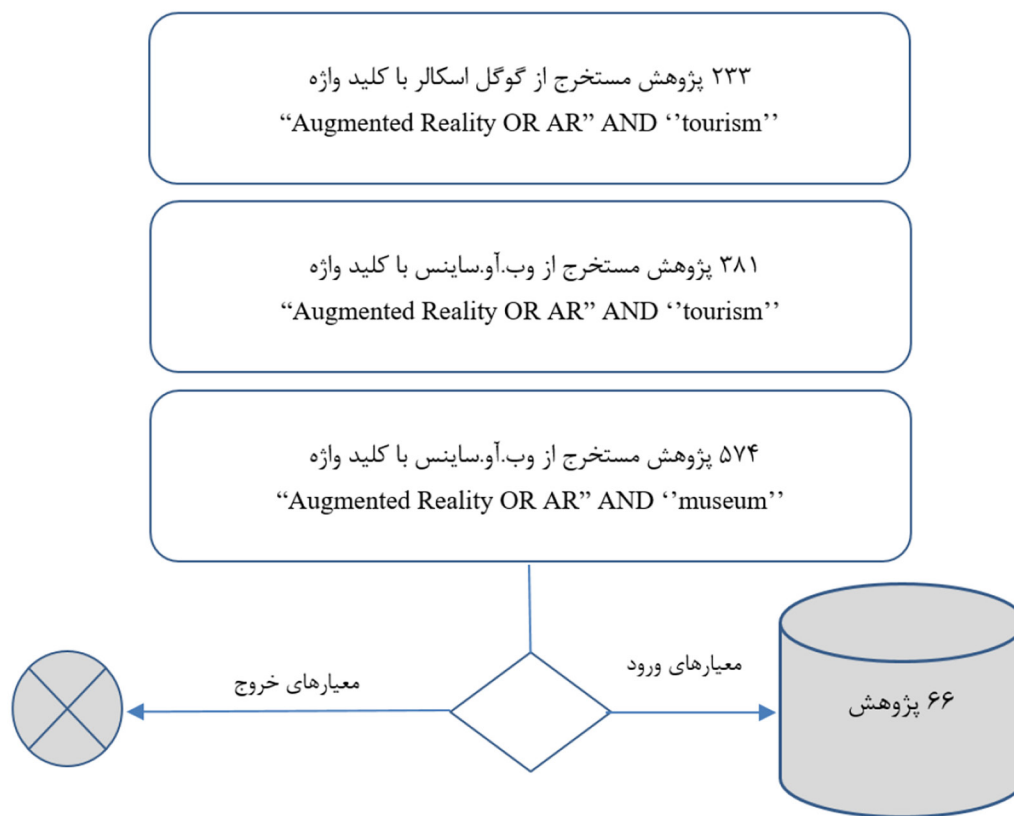 ۲۳۳ پژوهش مستخرج از گوگل اسکالر با کلید واژه
“Augmented Reality OR AR” AND ‘’tourism’’
۳۸۱ پژوهش مستخرج از وب.آو.ساینس با کلید واژه
“Augmented Reality OR AR” AND ‘’tourism’’
۵۷۴ پژوهش مستخرج از وب.آو.ساینس با کلید واژه
“Augmented Reality OR AR” AND ‘’museum’’
معیارهای ورود
معیارهای خروج
۶۶ پژوهش